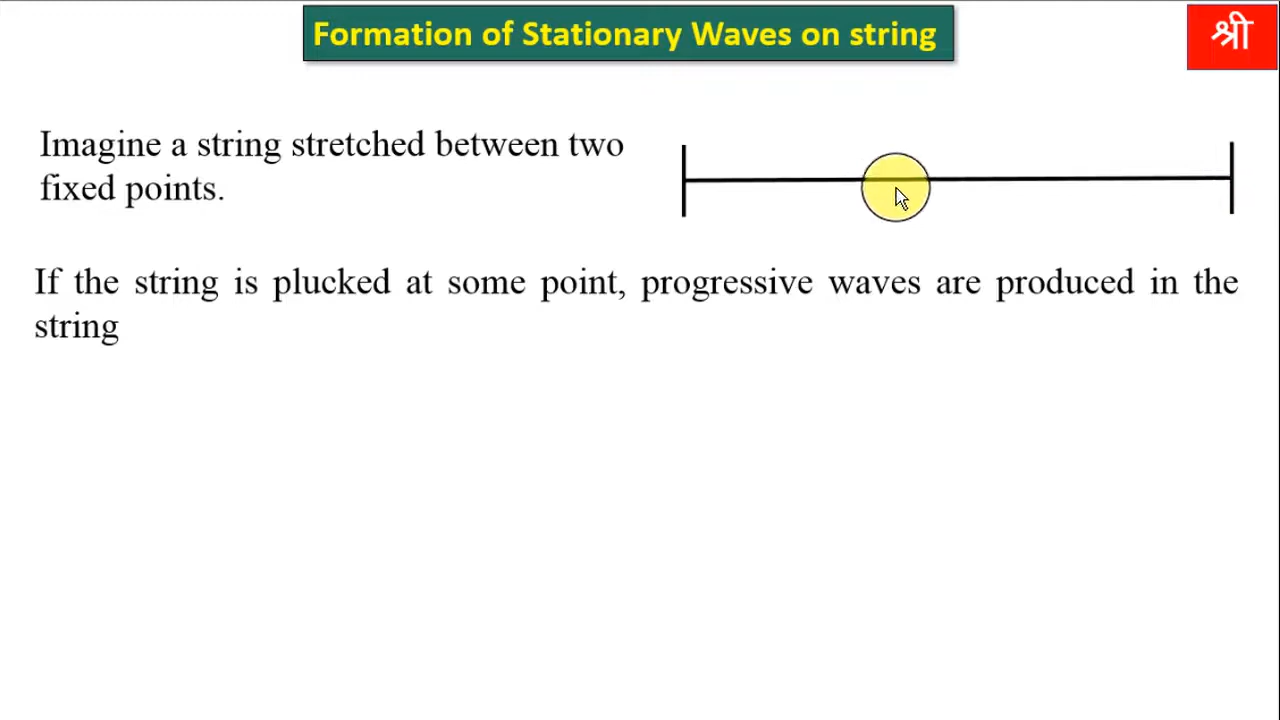 Formation of Stationary Waves on string
श्री
Imagine a string stretched between two
fixed points.
If the string is plucked at some point, progressive waves are produced in the
string